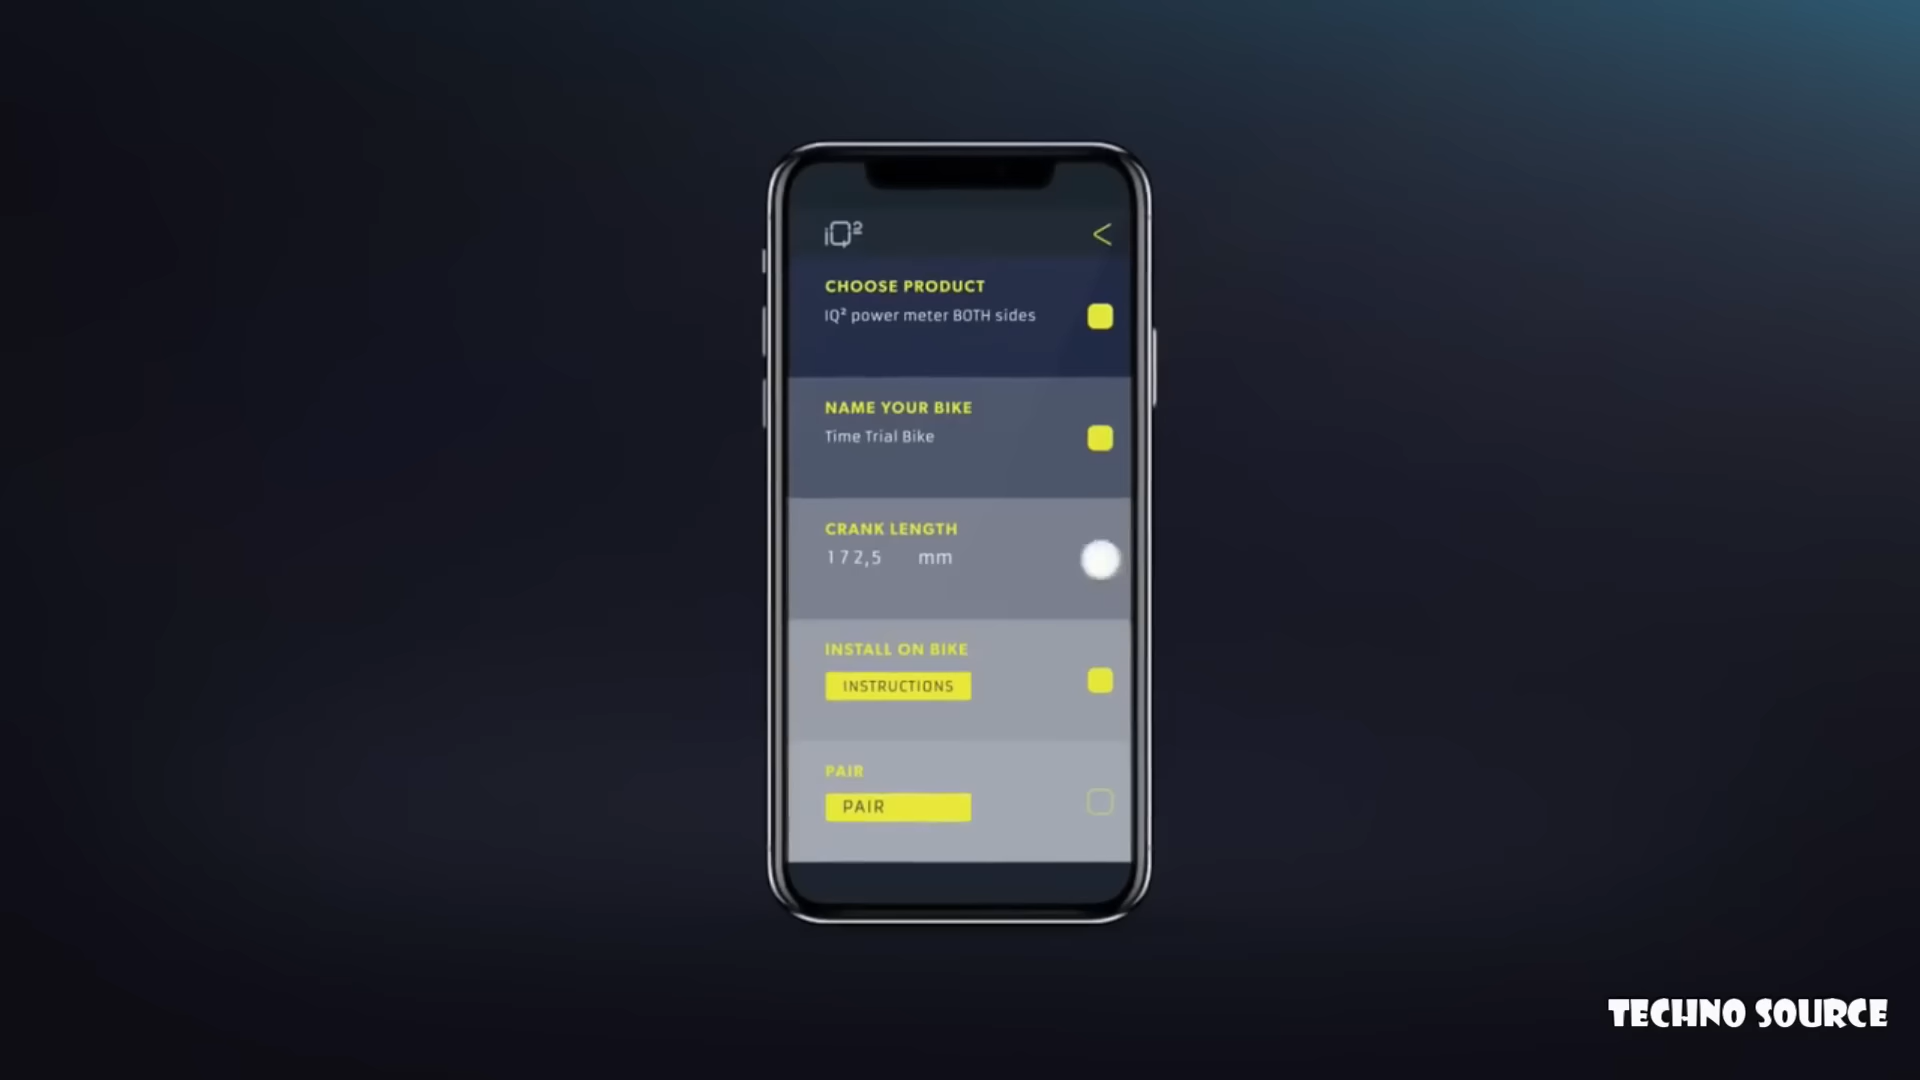 iQ²
<
CHOOSE PRODUCT
IQ² power meter BOTH sides
NAME YOUR BIKE
Time Trial Bike
CRANK LENGTH
172,5 mm
INSTALL ON BIKE
INSTRUCTIONS
PAIR
PAIR
TECHNO SOURCE